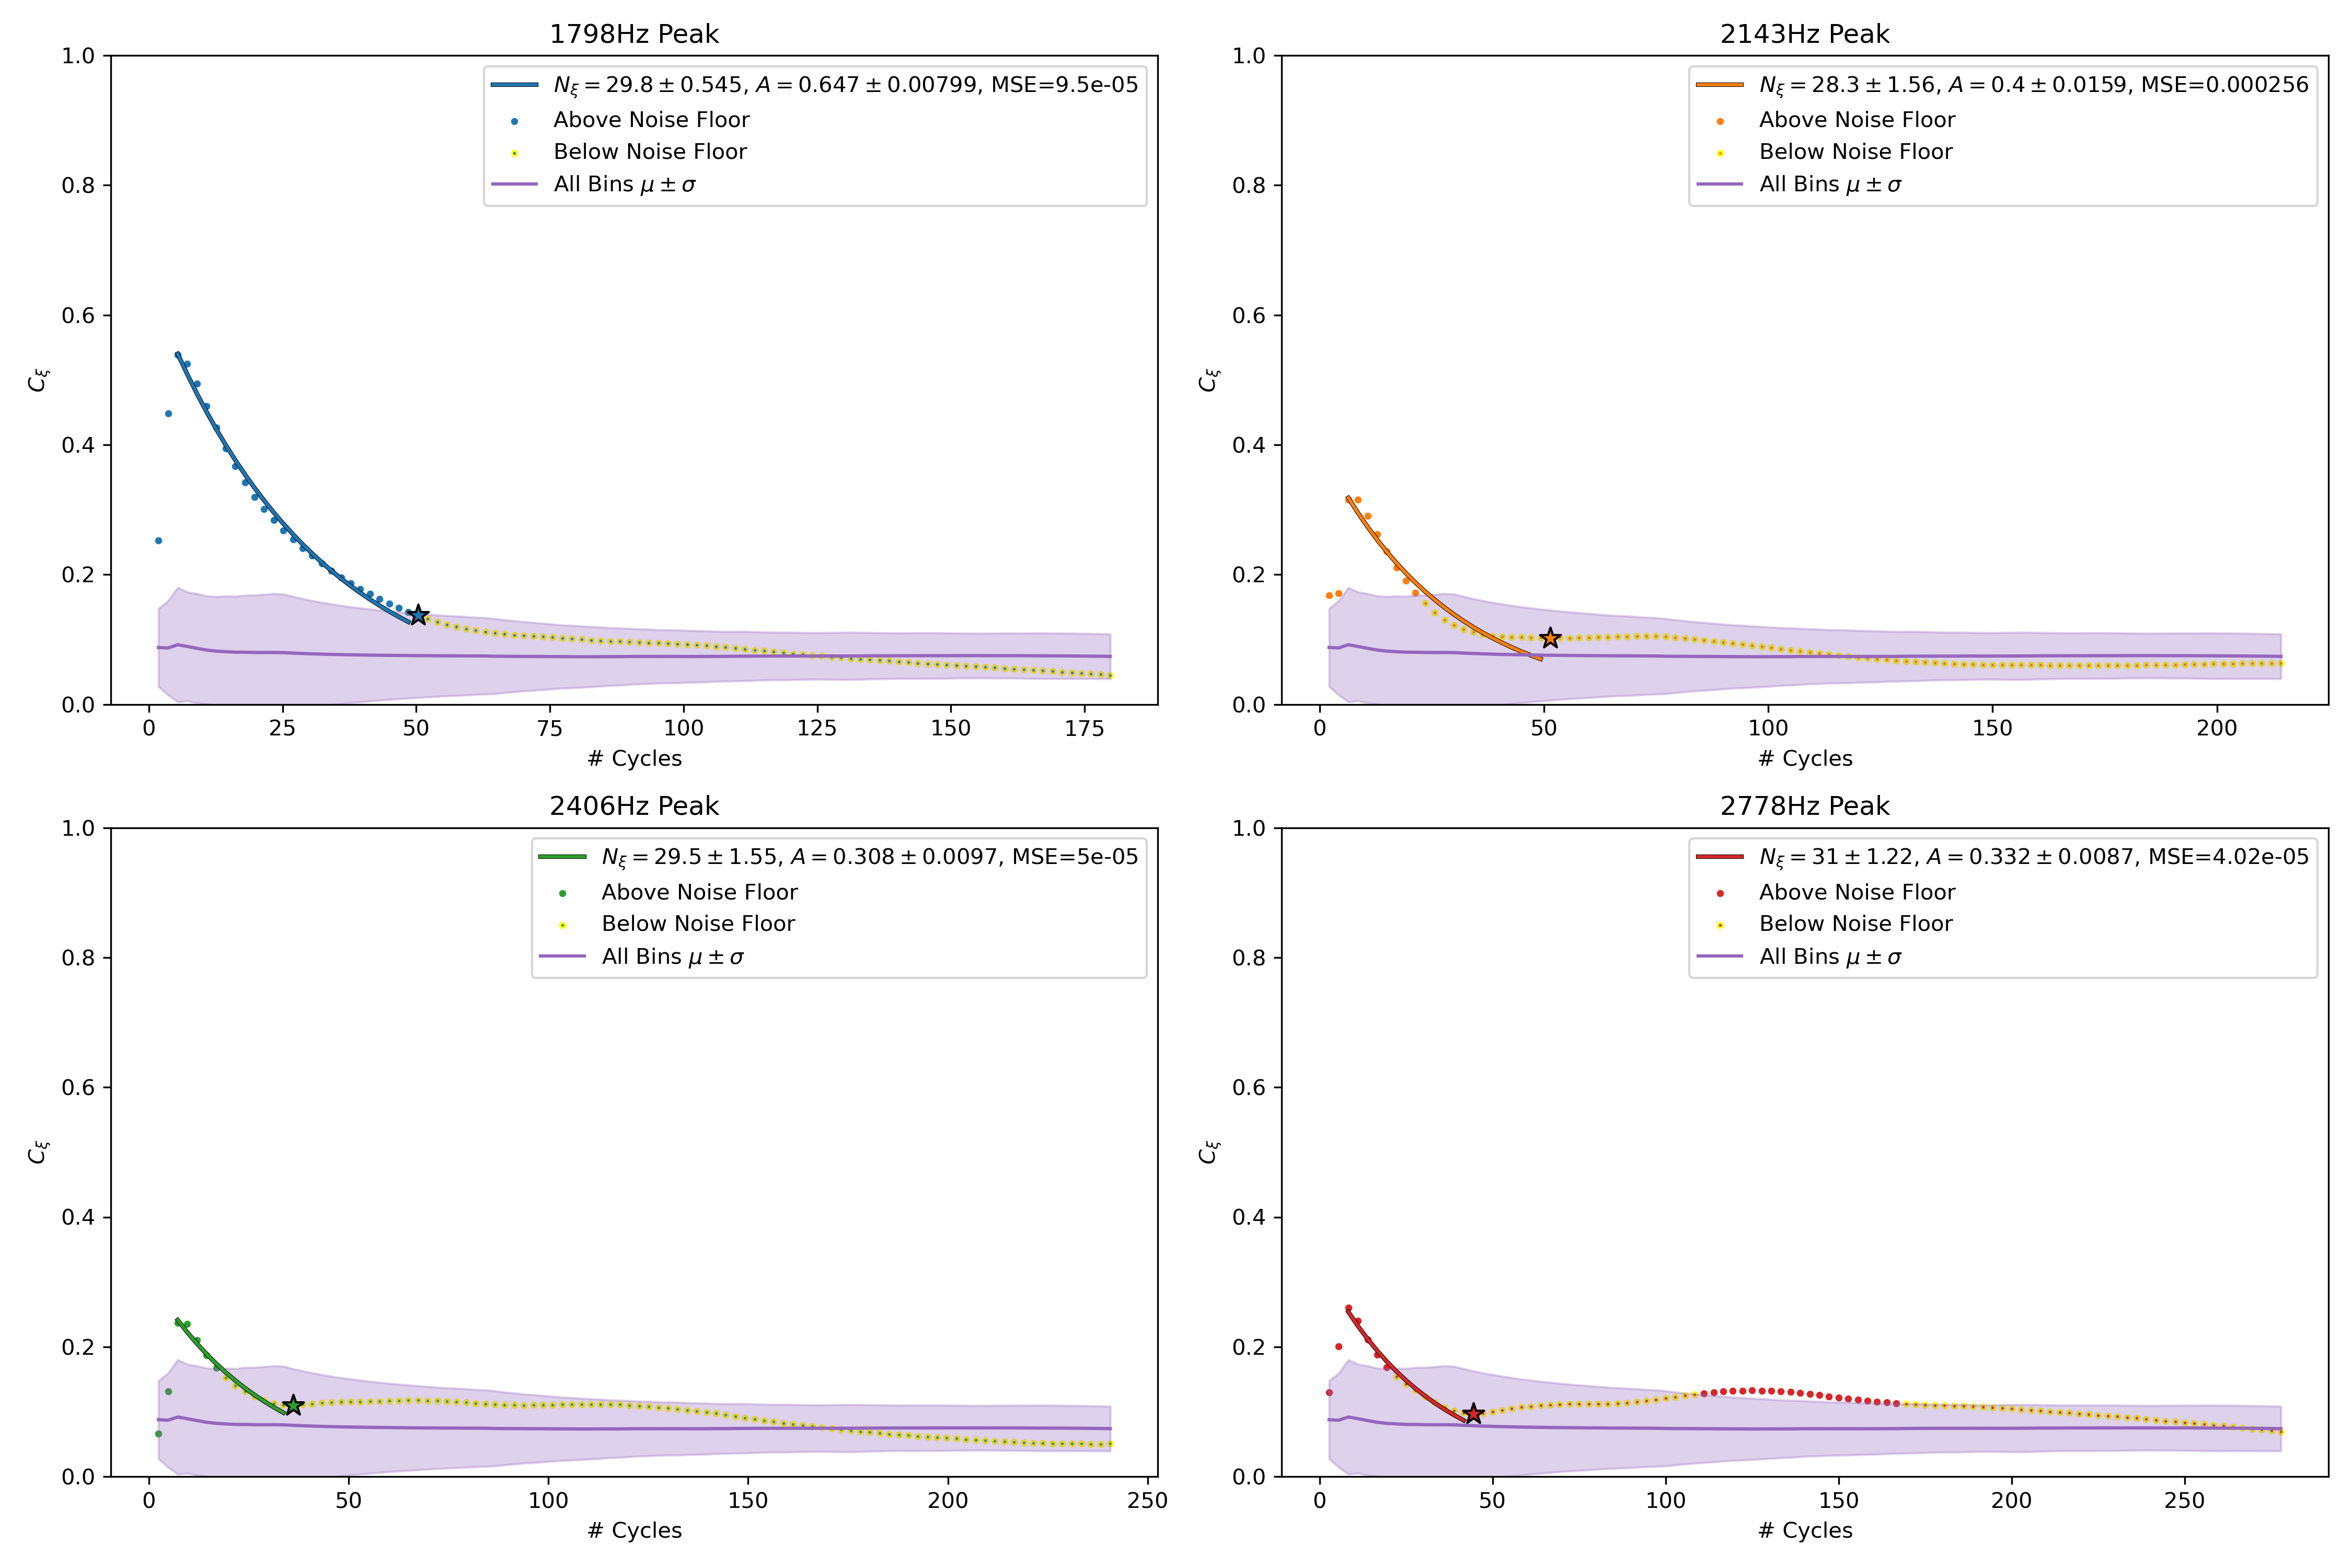 1798Hz Peak
1.0
0.8
0.6
0.4
0.2
0.0
C_ξ
N_ξ = 29.8 ± 0.545, A = 0.647 ± 0.00799, MSE=9.5e-05
Above Noise Floor
Below Noise Floor
All Bins μ ± σ
0 25 50 75 100 125 150 175
# Cycles
2143Hz Peak
1.0
0.8
0.6
0.4
0.2
0.0
C_ξ
N_ξ = 28.3 ± 1.56, A = 0.4 ± 0.0159, MSE=0.000256
Above Noise Floor
Below Noise Floor
All Bins μ ± σ
0 50 100 150 200
# Cycles
2406Hz Peak
1.0
0.8
0.6
0.4
0.2
0.0
C_ξ
N_ξ = 29.5 ± 1.55, A = 0.308 ± 0.0097, MSE=5e-05
Above Noise Floor
Below Noise Floor
All Bins μ ± σ
0 50 100 150 200 250
# Cycles
2778Hz Peak
1.0
0.8
0.6
0.4
0.2
0.0
C_ξ
N_ξ = 31 ± 1.22, A = 0.332 ± 0.0087, MSE=4.02e-05
Above Noise Floor
Below Noise Floor
All Bins μ ± σ
0 50 100 150 200 250
# Cycles